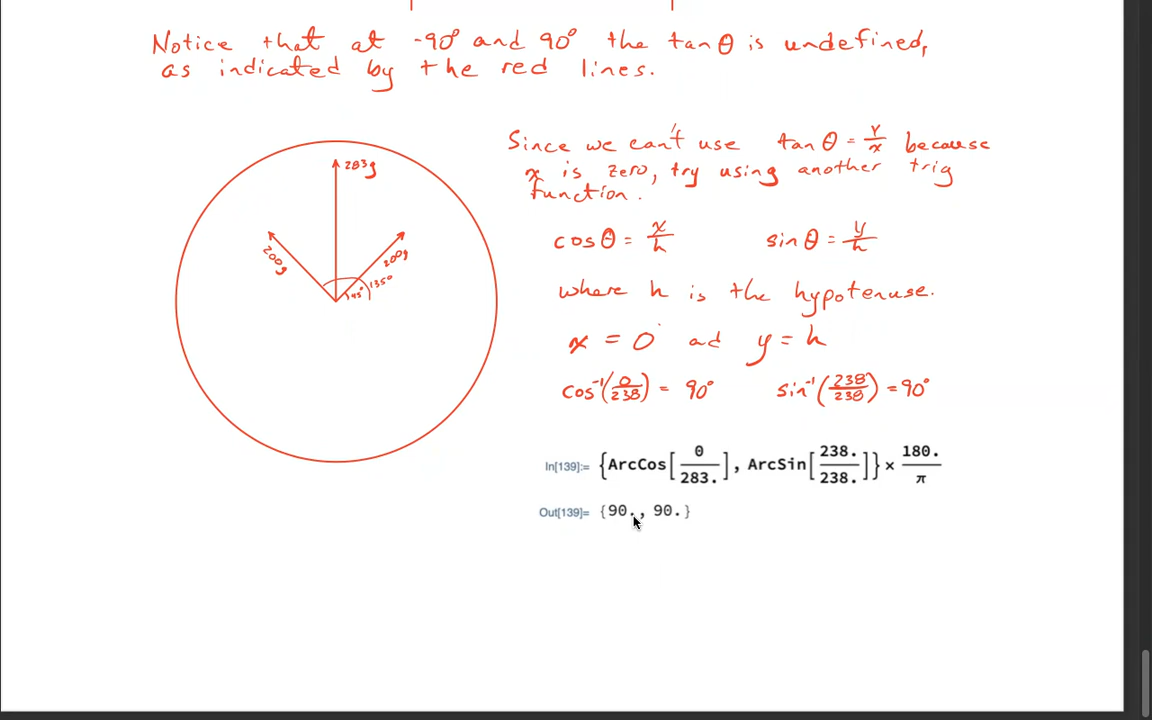 Notice that at -90° and 90° the tan θ is undefined,
as indicated by the red lines.
283g
200g
200g
45°
135°
Since we can't use tan θ = y/x because
x is zero, try using another trig
function.
cos θ = x/h sin θ = y/h
where h is the hypotenuse.
x = 0 ad y = h
cos⁻¹(0/238) = 90° sin⁻¹(238/238) = 90°
In[139]:= {ArcCos[0/283.], ArcSin[238./238.]} × 180./π
Out[139]= {90., 90.}